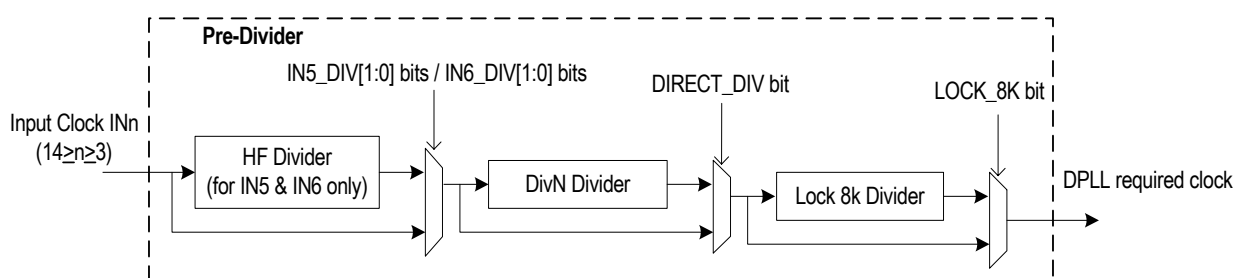 Pre-Divider
IN5_DIV[1:0] bits / IN6_DIV[1:0] bits
DIRECT_DIV bit
LOCK_8K bit
Input Clock INn
(14≥n≥3)
HF Divider
(for IN5 & IN6 only)
DivN Divider
Lock 8k Divider
DPLL required clock